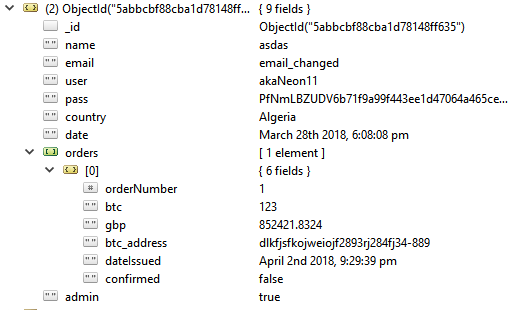 (2) ObjectId("5abbcbf88cba1d78148ff... { 9 fields }
_id ObjectId("5abbcbf88cba1d78148ff635")
name asdas
email email_changed
user akaNeon11
pass PfNmLBZUDV6b71f9a99f443ee1d47064a465ce...
country Algeria
date March 28th 2018, 6:08:08 pm
orders [ 1 element ]
[0] { 6 fields }
# orderNumber 1
btc 123
gbp 852421.8324
btc_address dlkfjsfkojweiojf2893rj284fj34-889
dateIssued April 2nd 2018, 9:29:39 pm
confirmed false
admin true